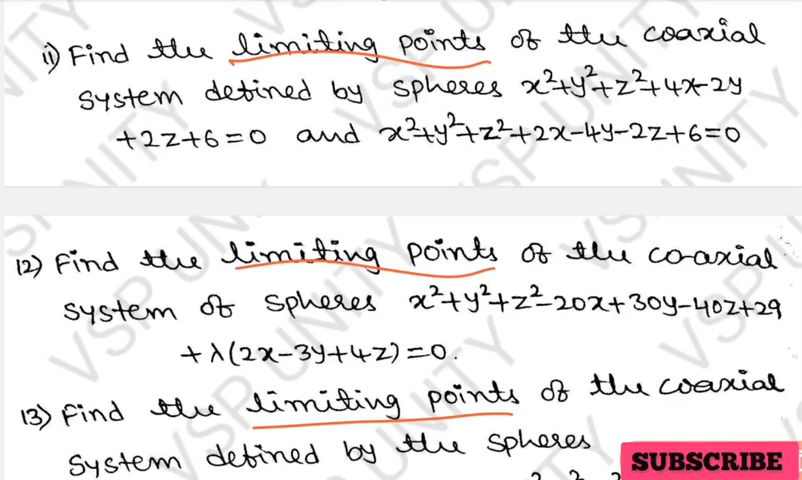 11) Find the limiting points of the coaxial
system defined by spheres x²+y²+z²+4x-2y
+2z+6=0 and x²+y²+z²+2x-4y-2z+6=0
12) Find the limiting points of the co-axial
system of spheres x²+y²+z²-20x+30y-40z+29
+λ(2x-3y+4z)=0.
13) Find the limiting points of the coaxial
system defined by the spheres
SUBSCRIBE
VSP UNITY